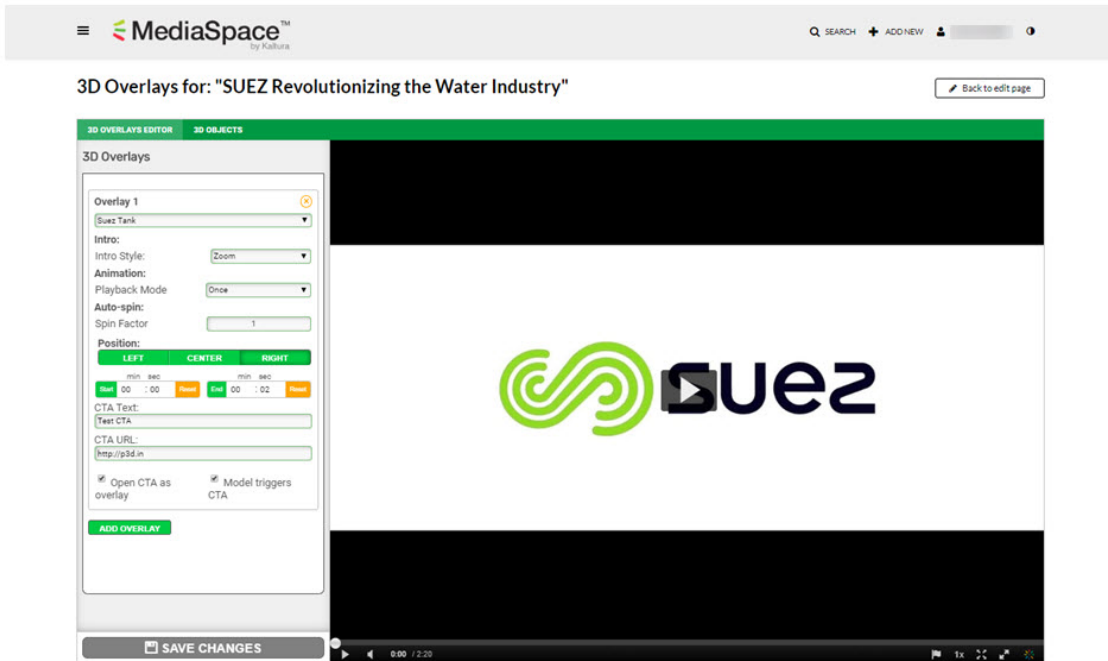 MediaSpace™
by Kaltura
SEARCH ADD NEW
3D Overlays for: "SUEZ Revolutionizing the Water Industry"
Back to edit page
3D OVERLAYS EDITOR 3D OBJECTS
3D Overlays
Overlay 1
Suez Tank
Intro:
Intro Style: Zoom
Animation:
Playback Mode Once
Auto-spin:
Spin Factor 1
Position:
LEFT CENTER RIGHT
min sec min sec
Start 00 : 00 Reset End 00 : 02 Reset
CTA Text:
Test CTA
CTA URL:
http://p3d.in
Open CTA as overlay
Model triggers CTA
ADD OVERLAY
SAVE CHANGES
suez
0:00 / 2:20
1x